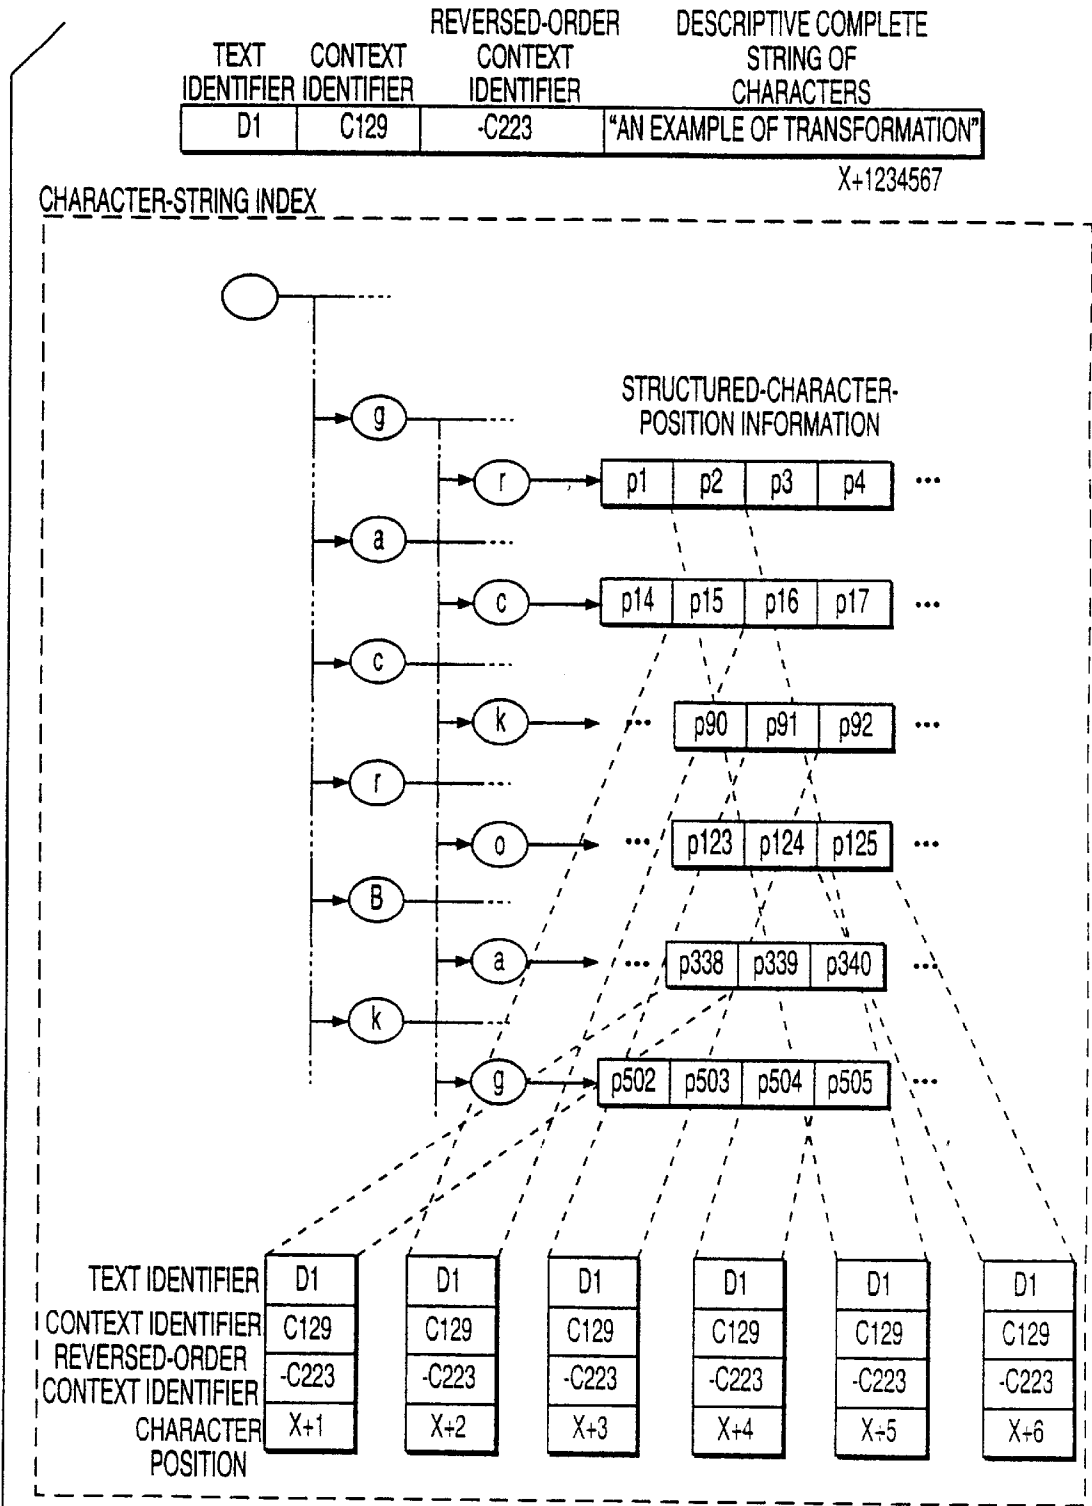 REVERSED-ORDER DESCRIPTIVE COMPLETE
TEXT CONTEXT CONTEXT STRING OF
IDENTIFIER IDENTIFIER IDENTIFIER CHARACTERS
D1 C129 -C223 "AN EXAMPLE OF TRANSFORMATION"
X+1234567
CHARACTER-STRING INDEX
STRUCTURED-CHARACTER-
POSITION INFORMATION
g
r p1 p2 p3 p4 ...
a
c p14 p15 p16 p17 ...
c
k ... p90 p91 p92 ...
r
o ... p123 p124 p125 ...
B
a ... p338 p339 p340 ...
k
g p502 p503 p504 p505 ...
TEXT IDENTIFIER D1 D1 D1 D1 D1 D1
CONTEXT IDENTIFIER C129 C129 C129 C129 C129 C129
REVERSED-ORDER
CONTEXT IDENTIFIER -C223 -C223 -C223 -C223 -C223 -C223
CHARACTER
POSITION X+1 X+2 X+3 X+4 X+5 X+6